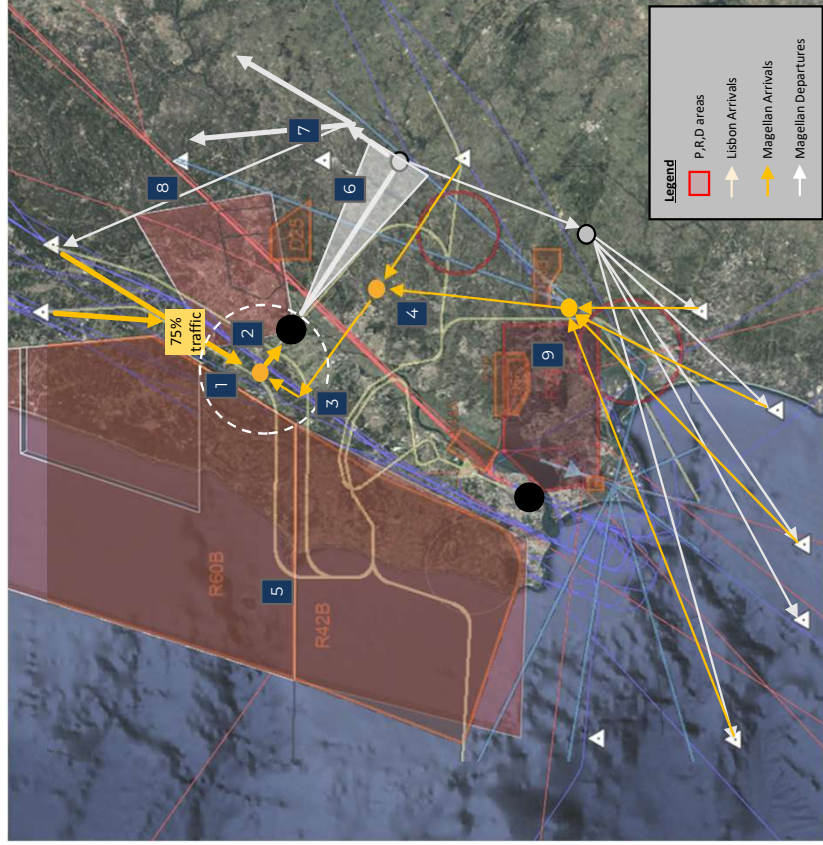 8
7
6
D25
75%
traffic
2
1
4
3
9
R60B
5
R42B
Legend
P,R,D areas
Lisbon Arrivals
Magellan Arrivals
Magellan Departures